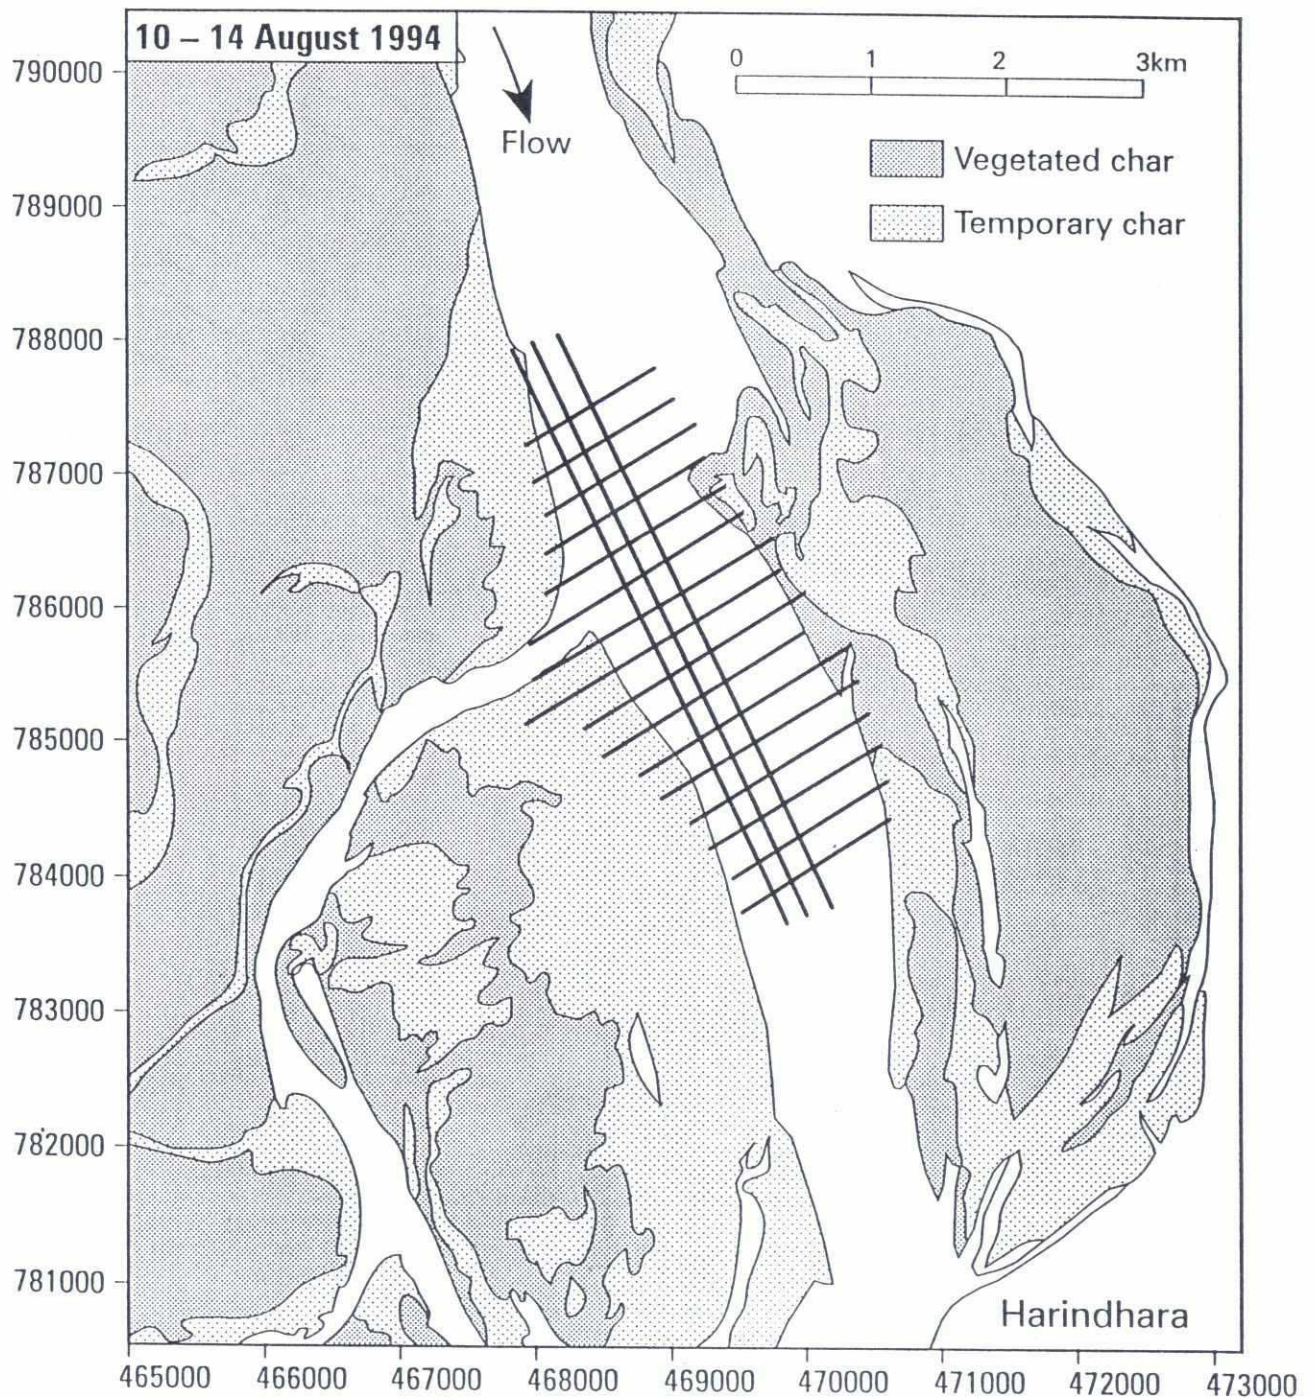 10 – 14 August 1994
Flow
0 1 2 3km
Vegetated char
Temporary char
790000
789000
788000
787000
786000
785000
784000
783000
782000
781000
Harindhara
465000 466000 467000 468000 469000 470000 471000 472000 473000